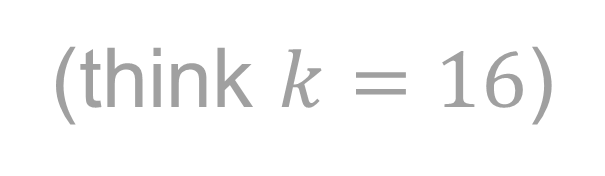 (think k = 16)